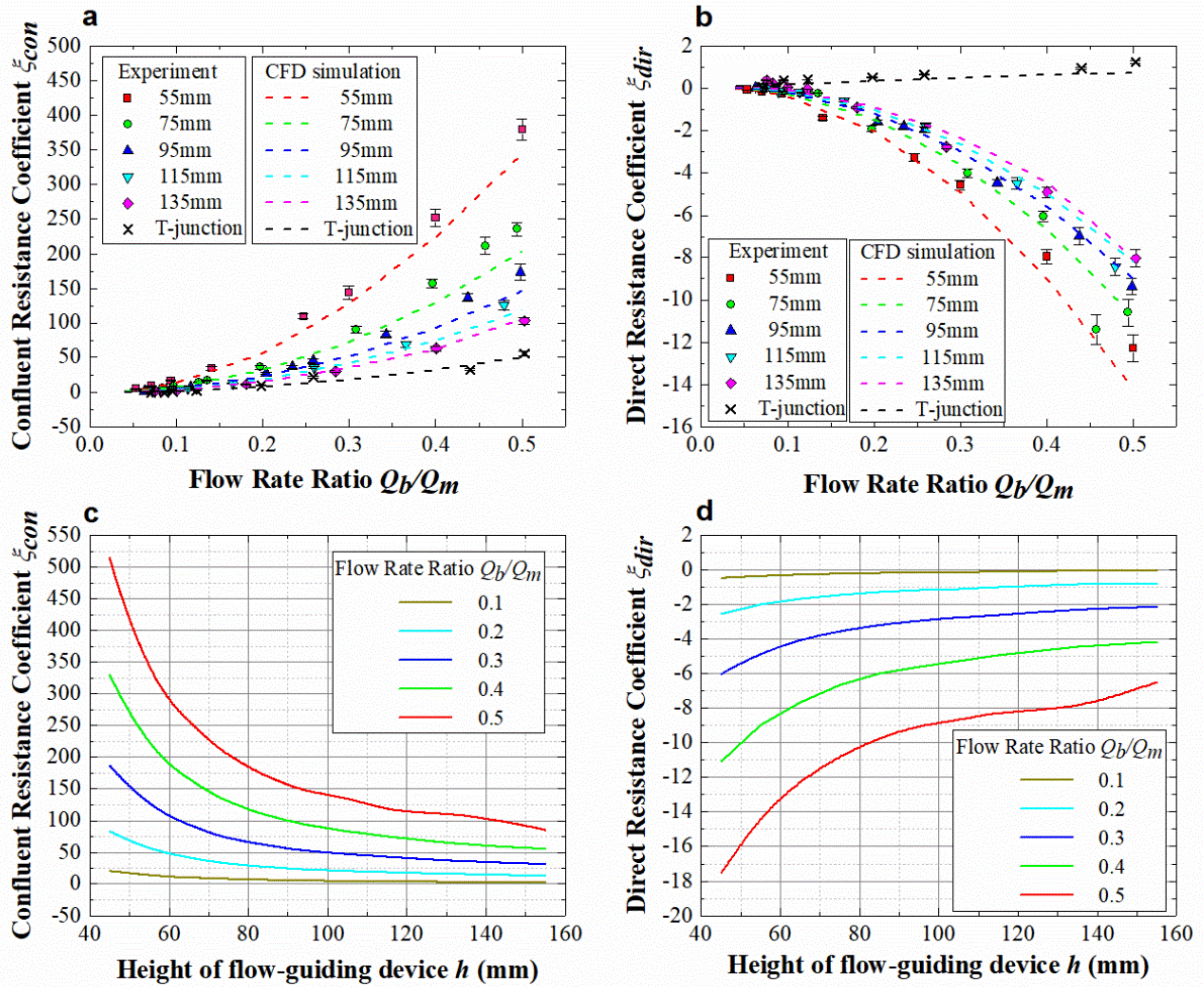 a
Confluent Resistance Coefficient ξcon
500
450
400
350
300
250
200
150
100
50
0
-50
Experiment
55mm
75mm
95mm
115mm
135mm
T-junction
CFD simulation
55mm
75mm
95mm
115mm
135mm
T-junction
0.0 0.1 0.2 0.3 0.4 0.5
Flow Rate Ratio Qb/Qm
b
Direct Resistance Coefficient ξdir
2
0
-2
-4
-6
-8
-10
-12
-14
-16
Experiment
55mm
75mm
95mm
115mm
135mm
T-junction
CFD simulation
55mm
75mm
95mm
115mm
135mm
T-junction
0.0 0.1 0.2 0.3 0.4 0.5
Flow Rate Ratio Qb/Qm
c
Confluent Resistance Coefficient ξcon
550
500
450
400
350
300
250
200
150
100
50
0
-50
Flow Rate Ratio Qb/Qm
0.1
0.2
0.3
0.4
0.5
40 60 80 100 120 140 160
Height of flow-guiding device h (mm)
d
Direct Resistance Coefficient ξdir
2
0
-2
-4
-6
-8
-10
-12
-14
-16
-18
-20
Flow Rate Ratio Qb/Qm
0.1
0.2
0.3
0.4
0.5
40 60 80 100 120 140 160
Height of flow-guiding device h (mm)